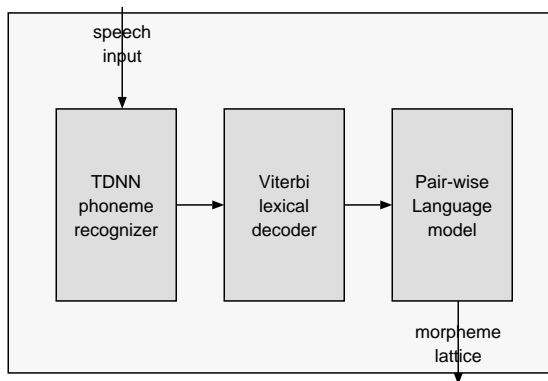 speech
input
TDNN
phoneme
recognizer
Viterbi
lexical
decoder
Pair-wise
Language
model
morpheme
lattice